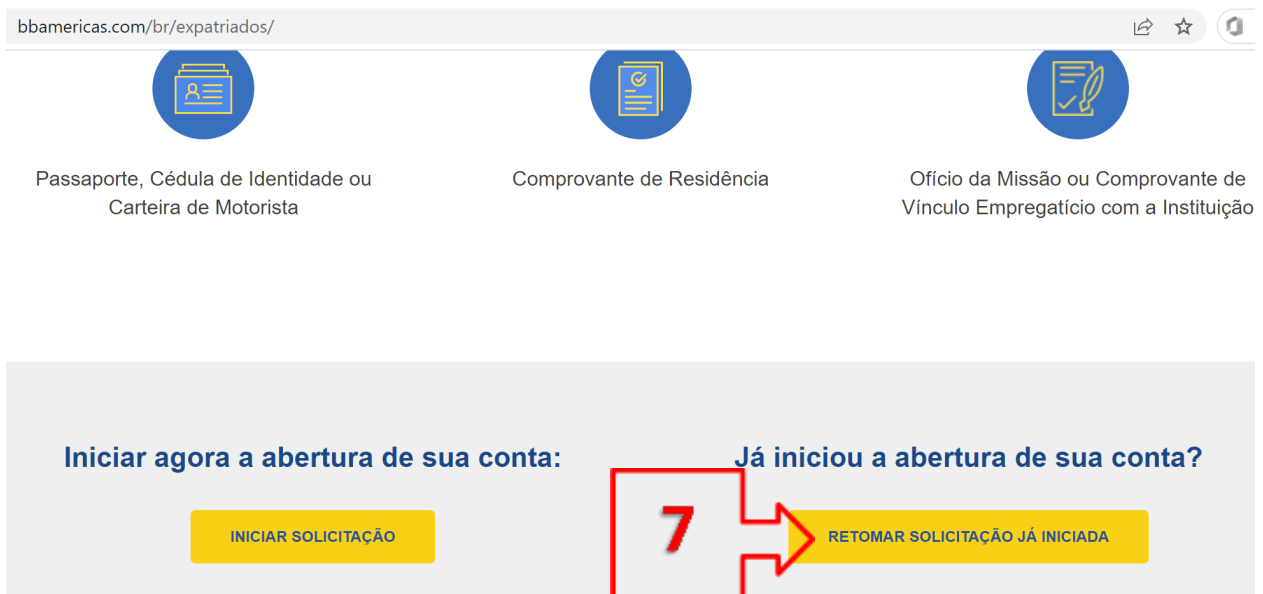 bbamericas.com/br/expatriados/
Passaporte, Cédula de Identidade ou
Carteira de Motorista
Comprovante de Residência
Ofício da Missão ou Comprovante de
Vínculo Empregatício com a Instituição
Iniciar agora a abertura de sua conta:
INICIAR SOLICITAÇÃO
Já iniciou a abertura de sua conta?
7
RETOMAR SOLICITAÇÃO JÁ INICIADA